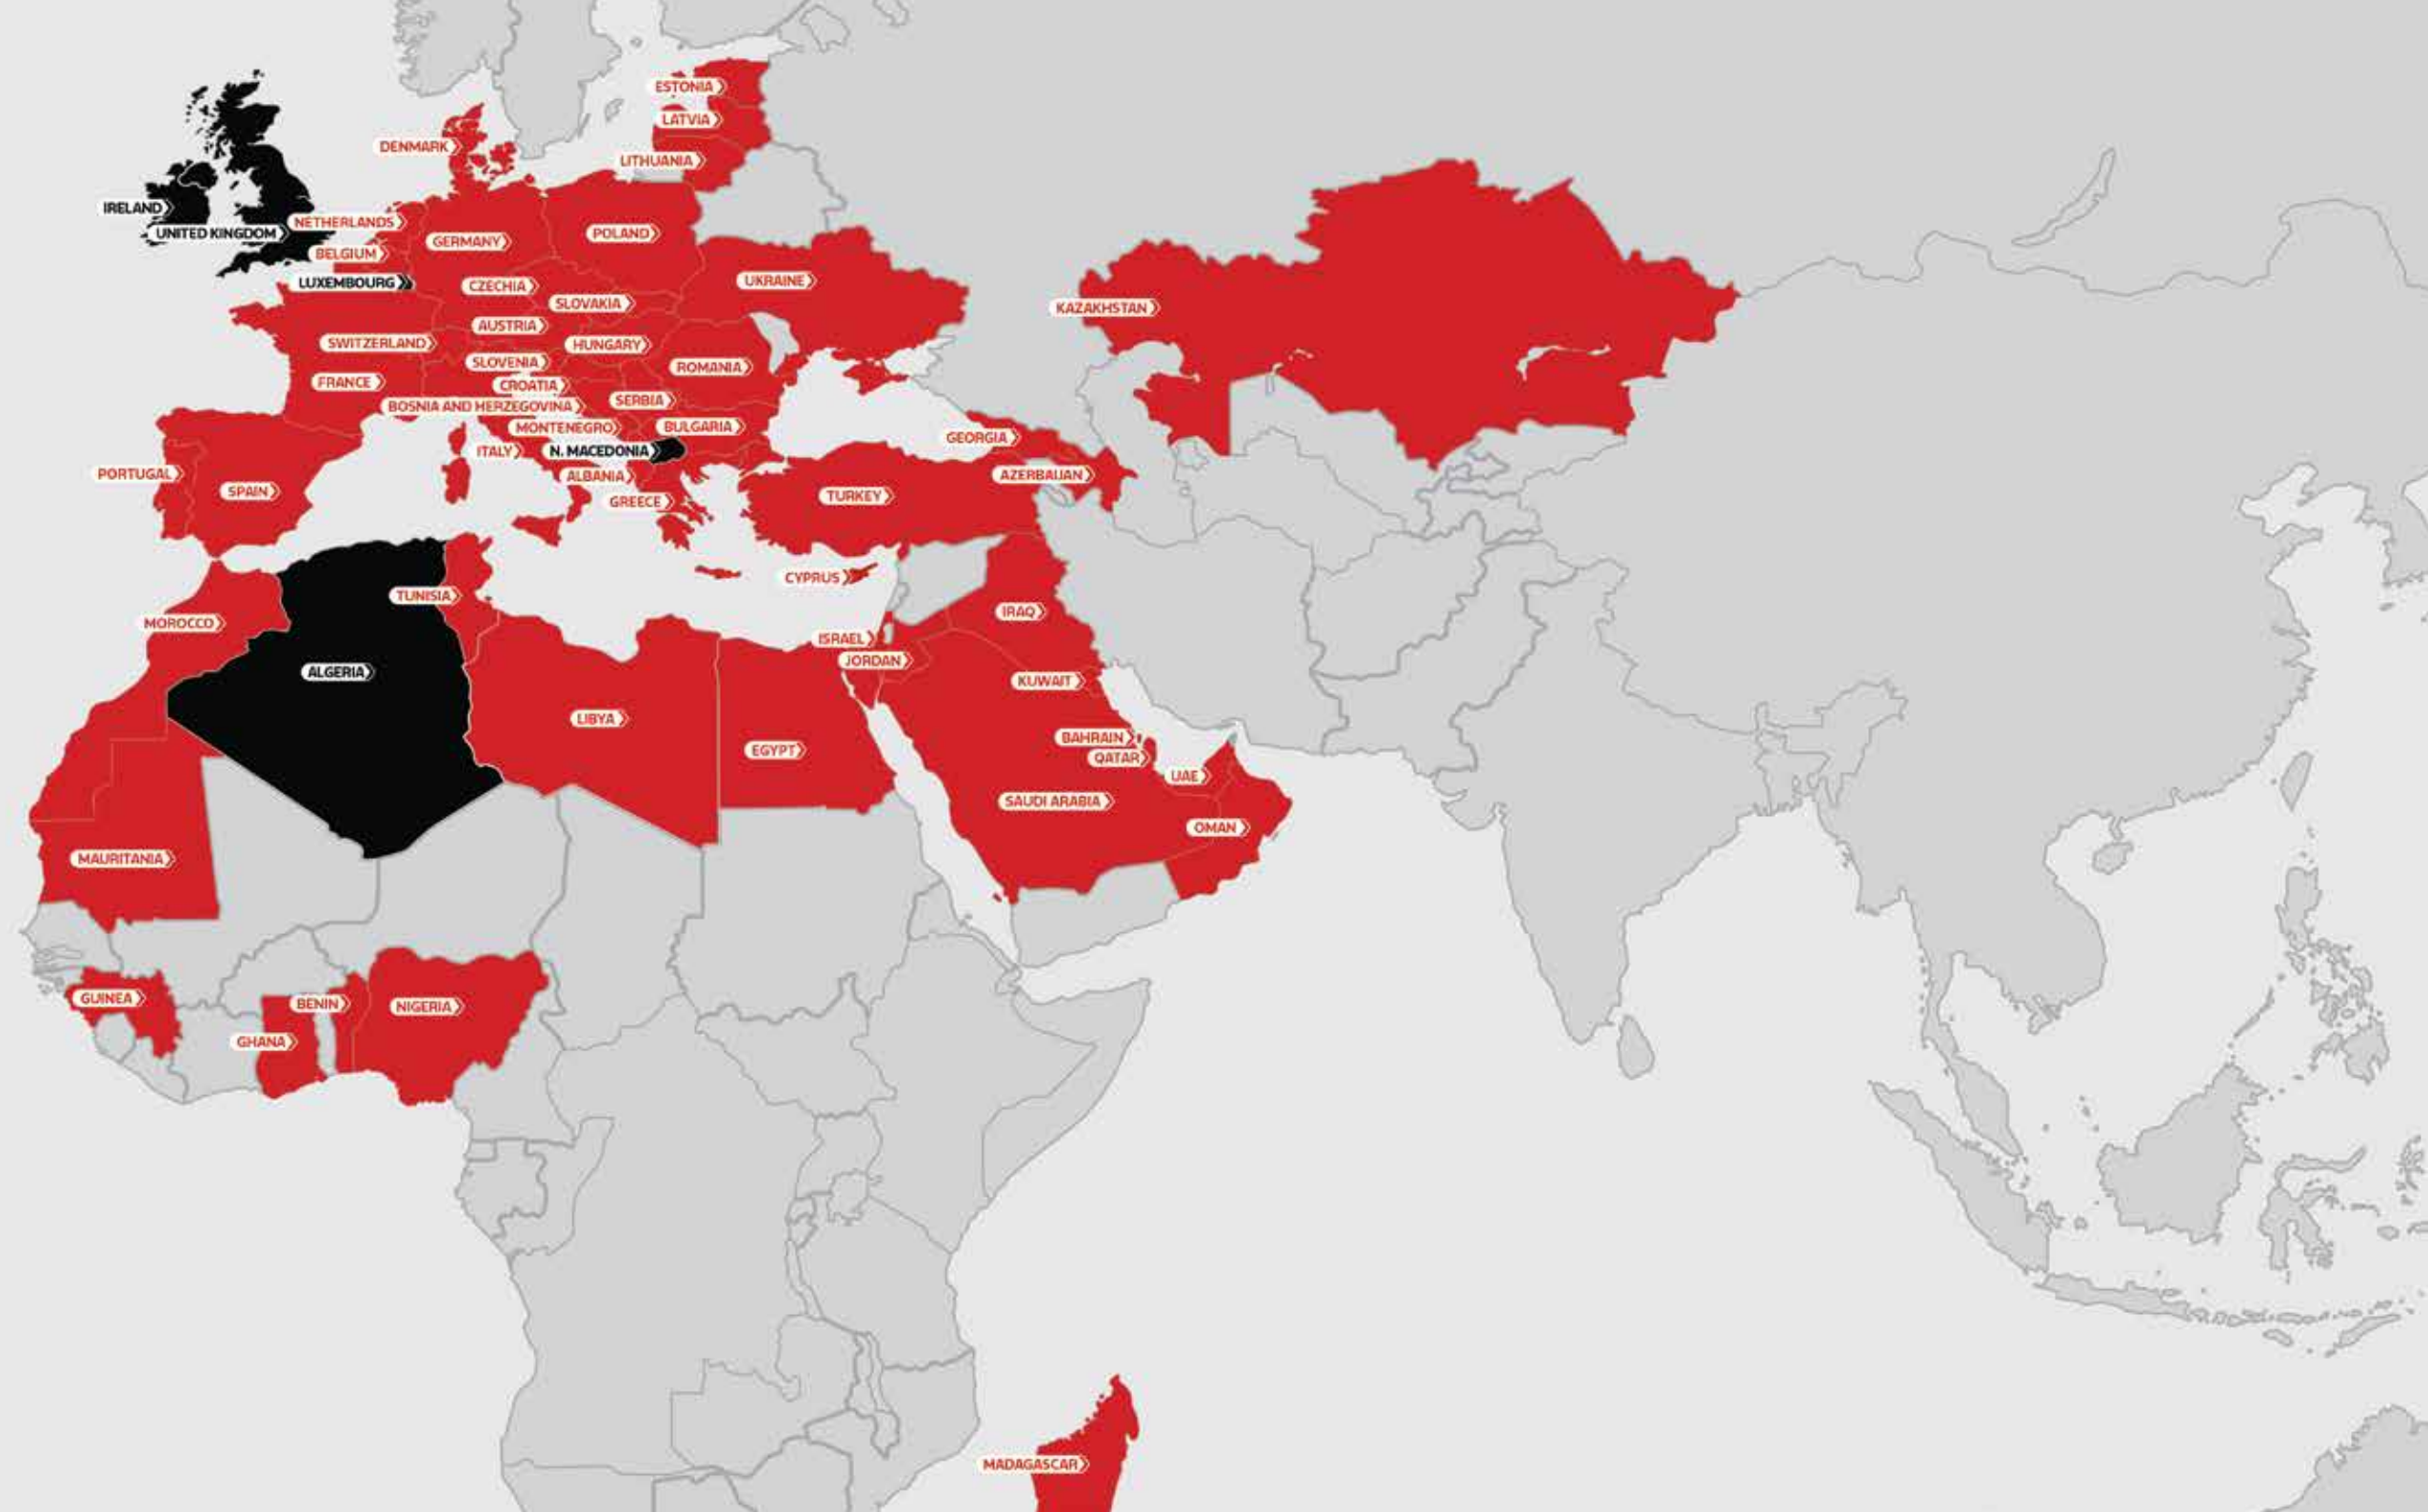 ESTONIA
LATVIA
DENMARK
LITHUANIA
IRELAND
NETHERLANDS
UNITED KINGDOM
POLAND
GERMANY
BELGIUM
UKRAINE
LUXEMBOURG
CZECHIA
SLOVAKIA
KAZAKHSTAN
AUSTRIA
SWITZERLAND
HUNGARY
SLOVENIA
ROMANIA
FRANCE
CROATIA
SERBIA
BOSNIA AND HERZEGOVINA
MONTENEGRO
BULGARIA
GEORGIA
ITALY
N. MACEDONIA
PORTUGAL
ALBANIA
AZERBAIJAN
SPAIN
GREECE
TURKEY
CYPRUS
TUNISIA
IRAQ
MOROCCO
ISRAEL
JORDAN
ALGERIA
KUWAIT
LIBYA
BAHRAIN
EGYPT
QATAR
UAE
SAUDI ARABIA
OMAN
MAURITANIA
GUINEA
BENIN
NIGERIA
GHANA
MADAGASCAR